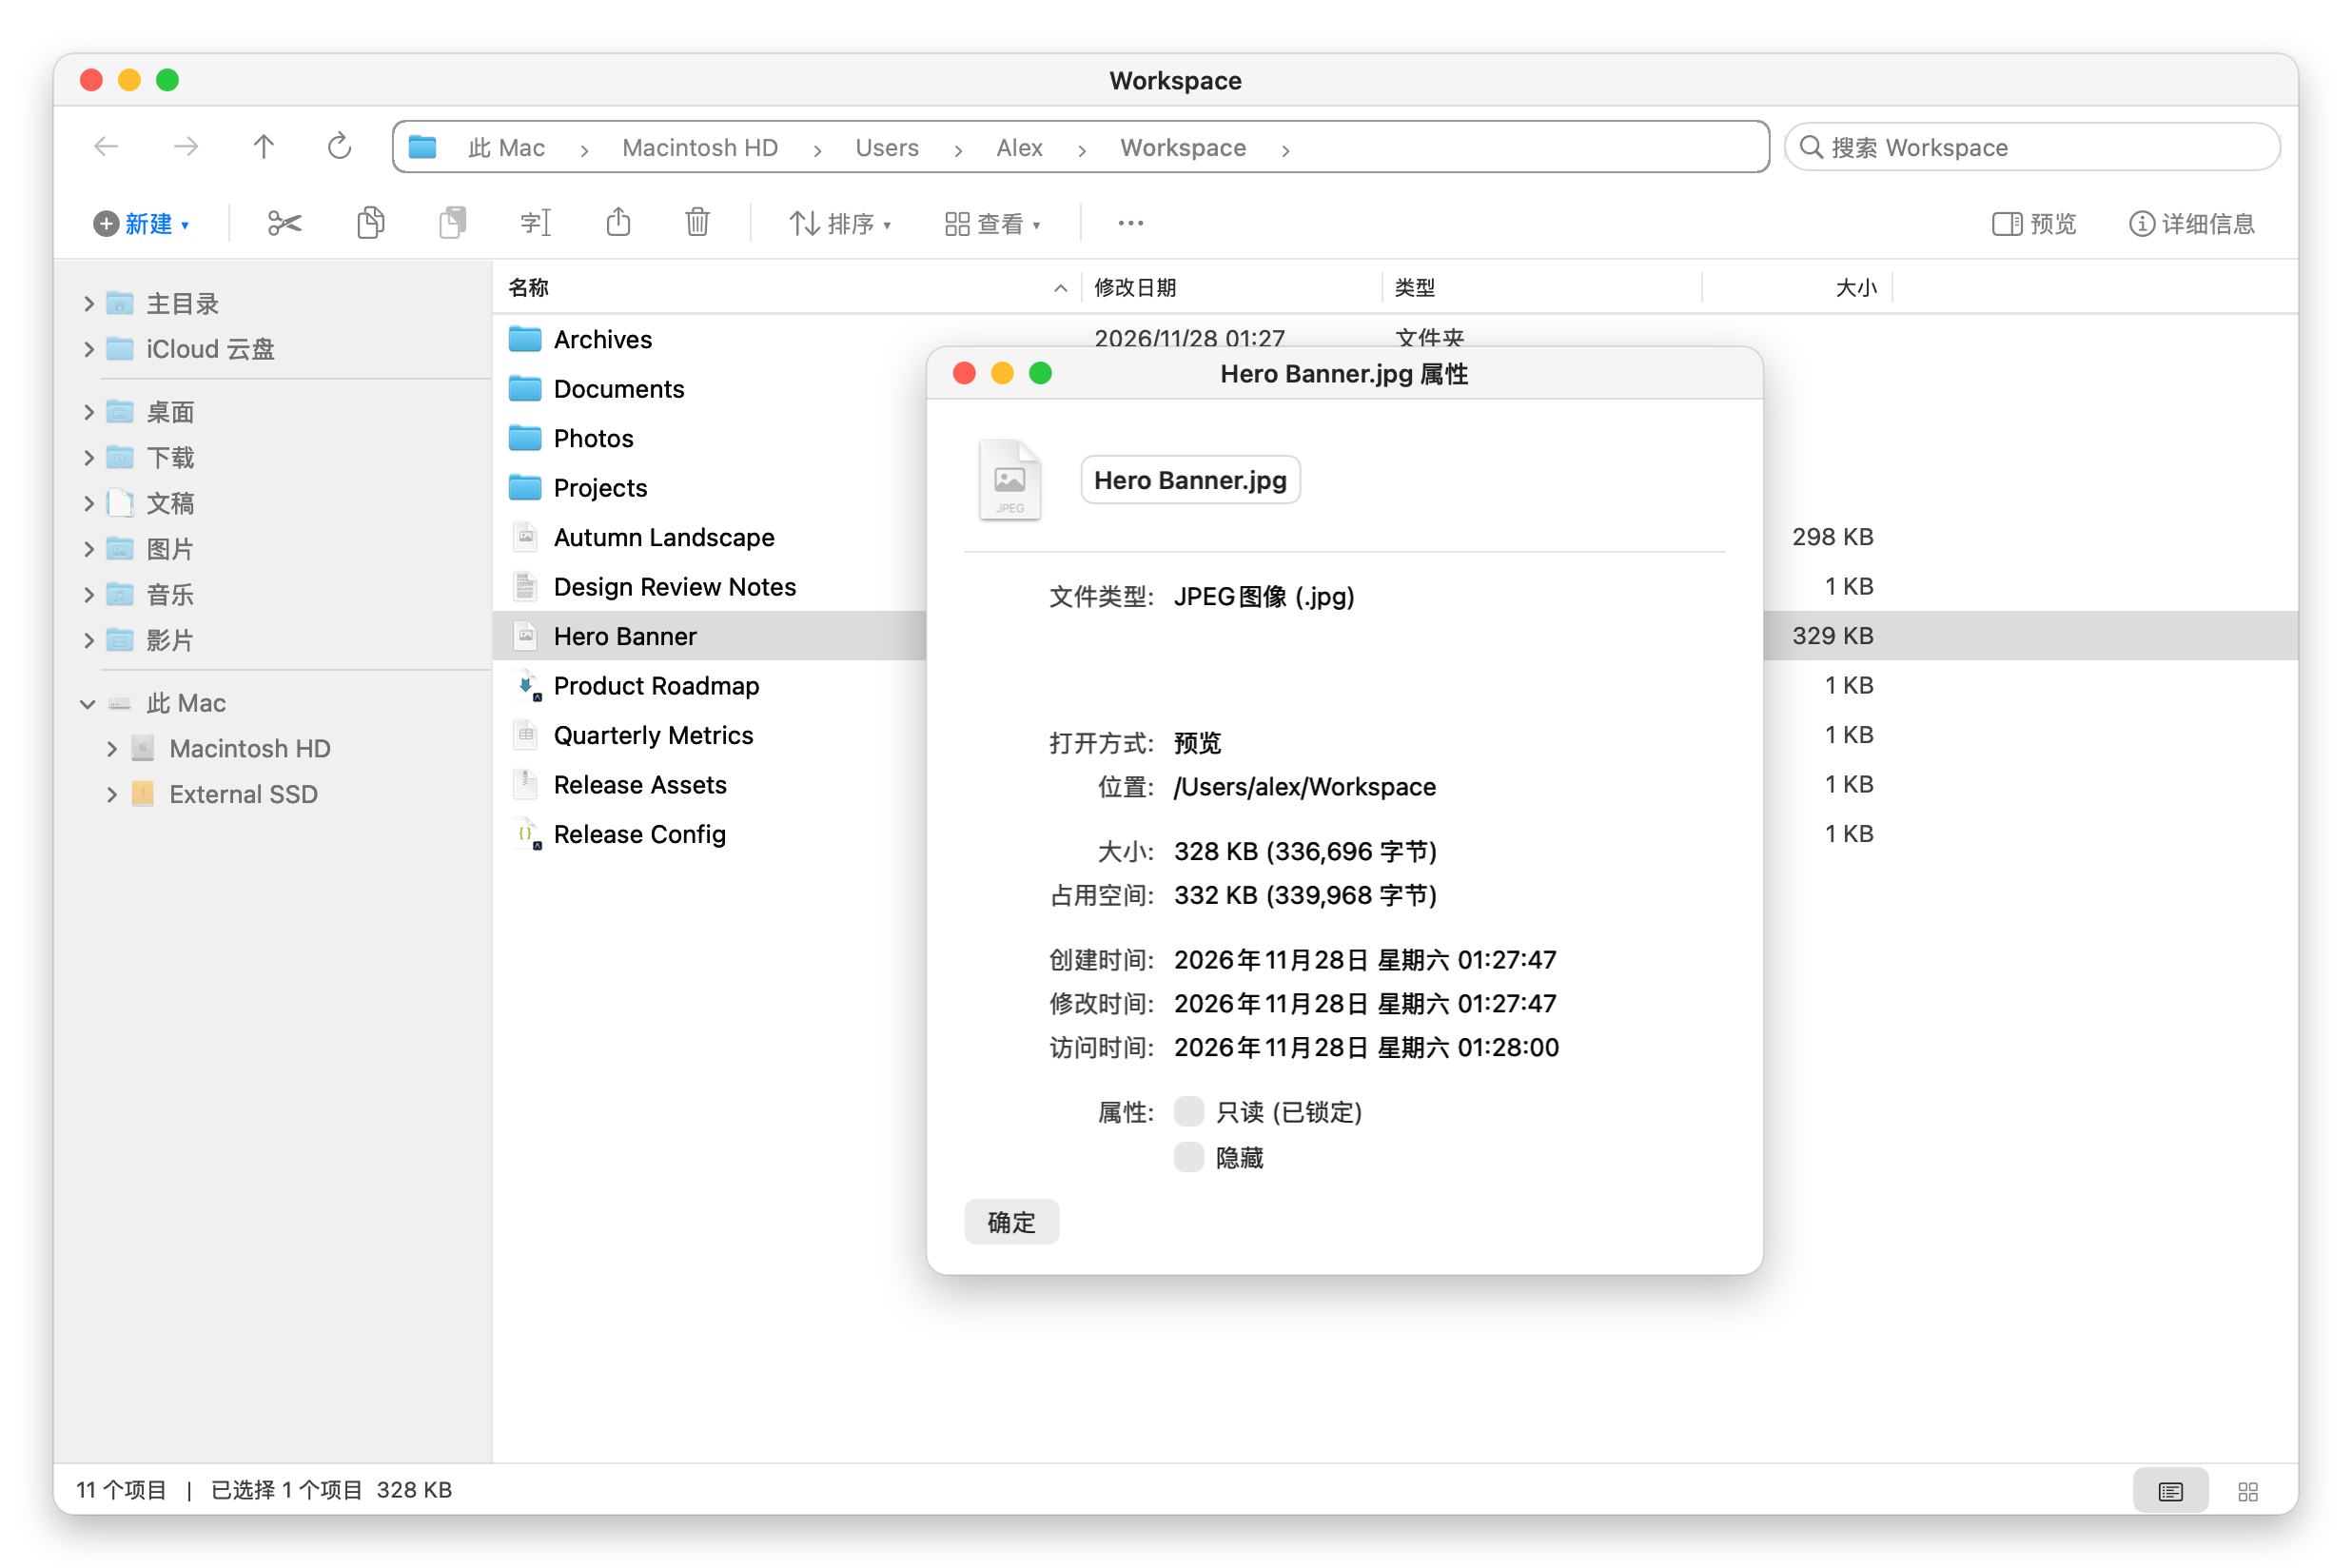 Workspace
此 Mac › Macintosh HD › Users › Alex › Workspace ›
搜索 Workspace
新建
字
排序
查看
预览
详细信息
主目录
iCloud 云盘
桌面
下载
文稿
图片
音乐
影片
此 Mac
Macintosh HD
External SSD
名称 修改日期 类型 大小
Archives 2026/11/28 01:27 文件夹
Documents
Photos
Projects
Autumn Landscape 298 KB
Design Review Notes 1 KB
Hero Banner 329 KB
Product Roadmap 1 KB
Quarterly Metrics 1 KB
Release Assets 1 KB
Release Config 1 KB
Hero Banner.jpg 属性
JPEG
Hero Banner.jpg
文件类型: JPEG图像 (.jpg)
打开方式: 预览
位置: /Users/alex/Workspace
大小: 328 KB (336,696 字节)
占用空间: 332 KB (339,968 字节)
创建时间: 2026年11月28日 星期六 01:27:47
修改时间: 2026年11月28日 星期六 01:27:47
访问时间: 2026年11月28日 星期六 01:28:00
属性: 只读 (已锁定)
隐藏
确定
11 个项目 | 已选择 1 个项目 328 KB